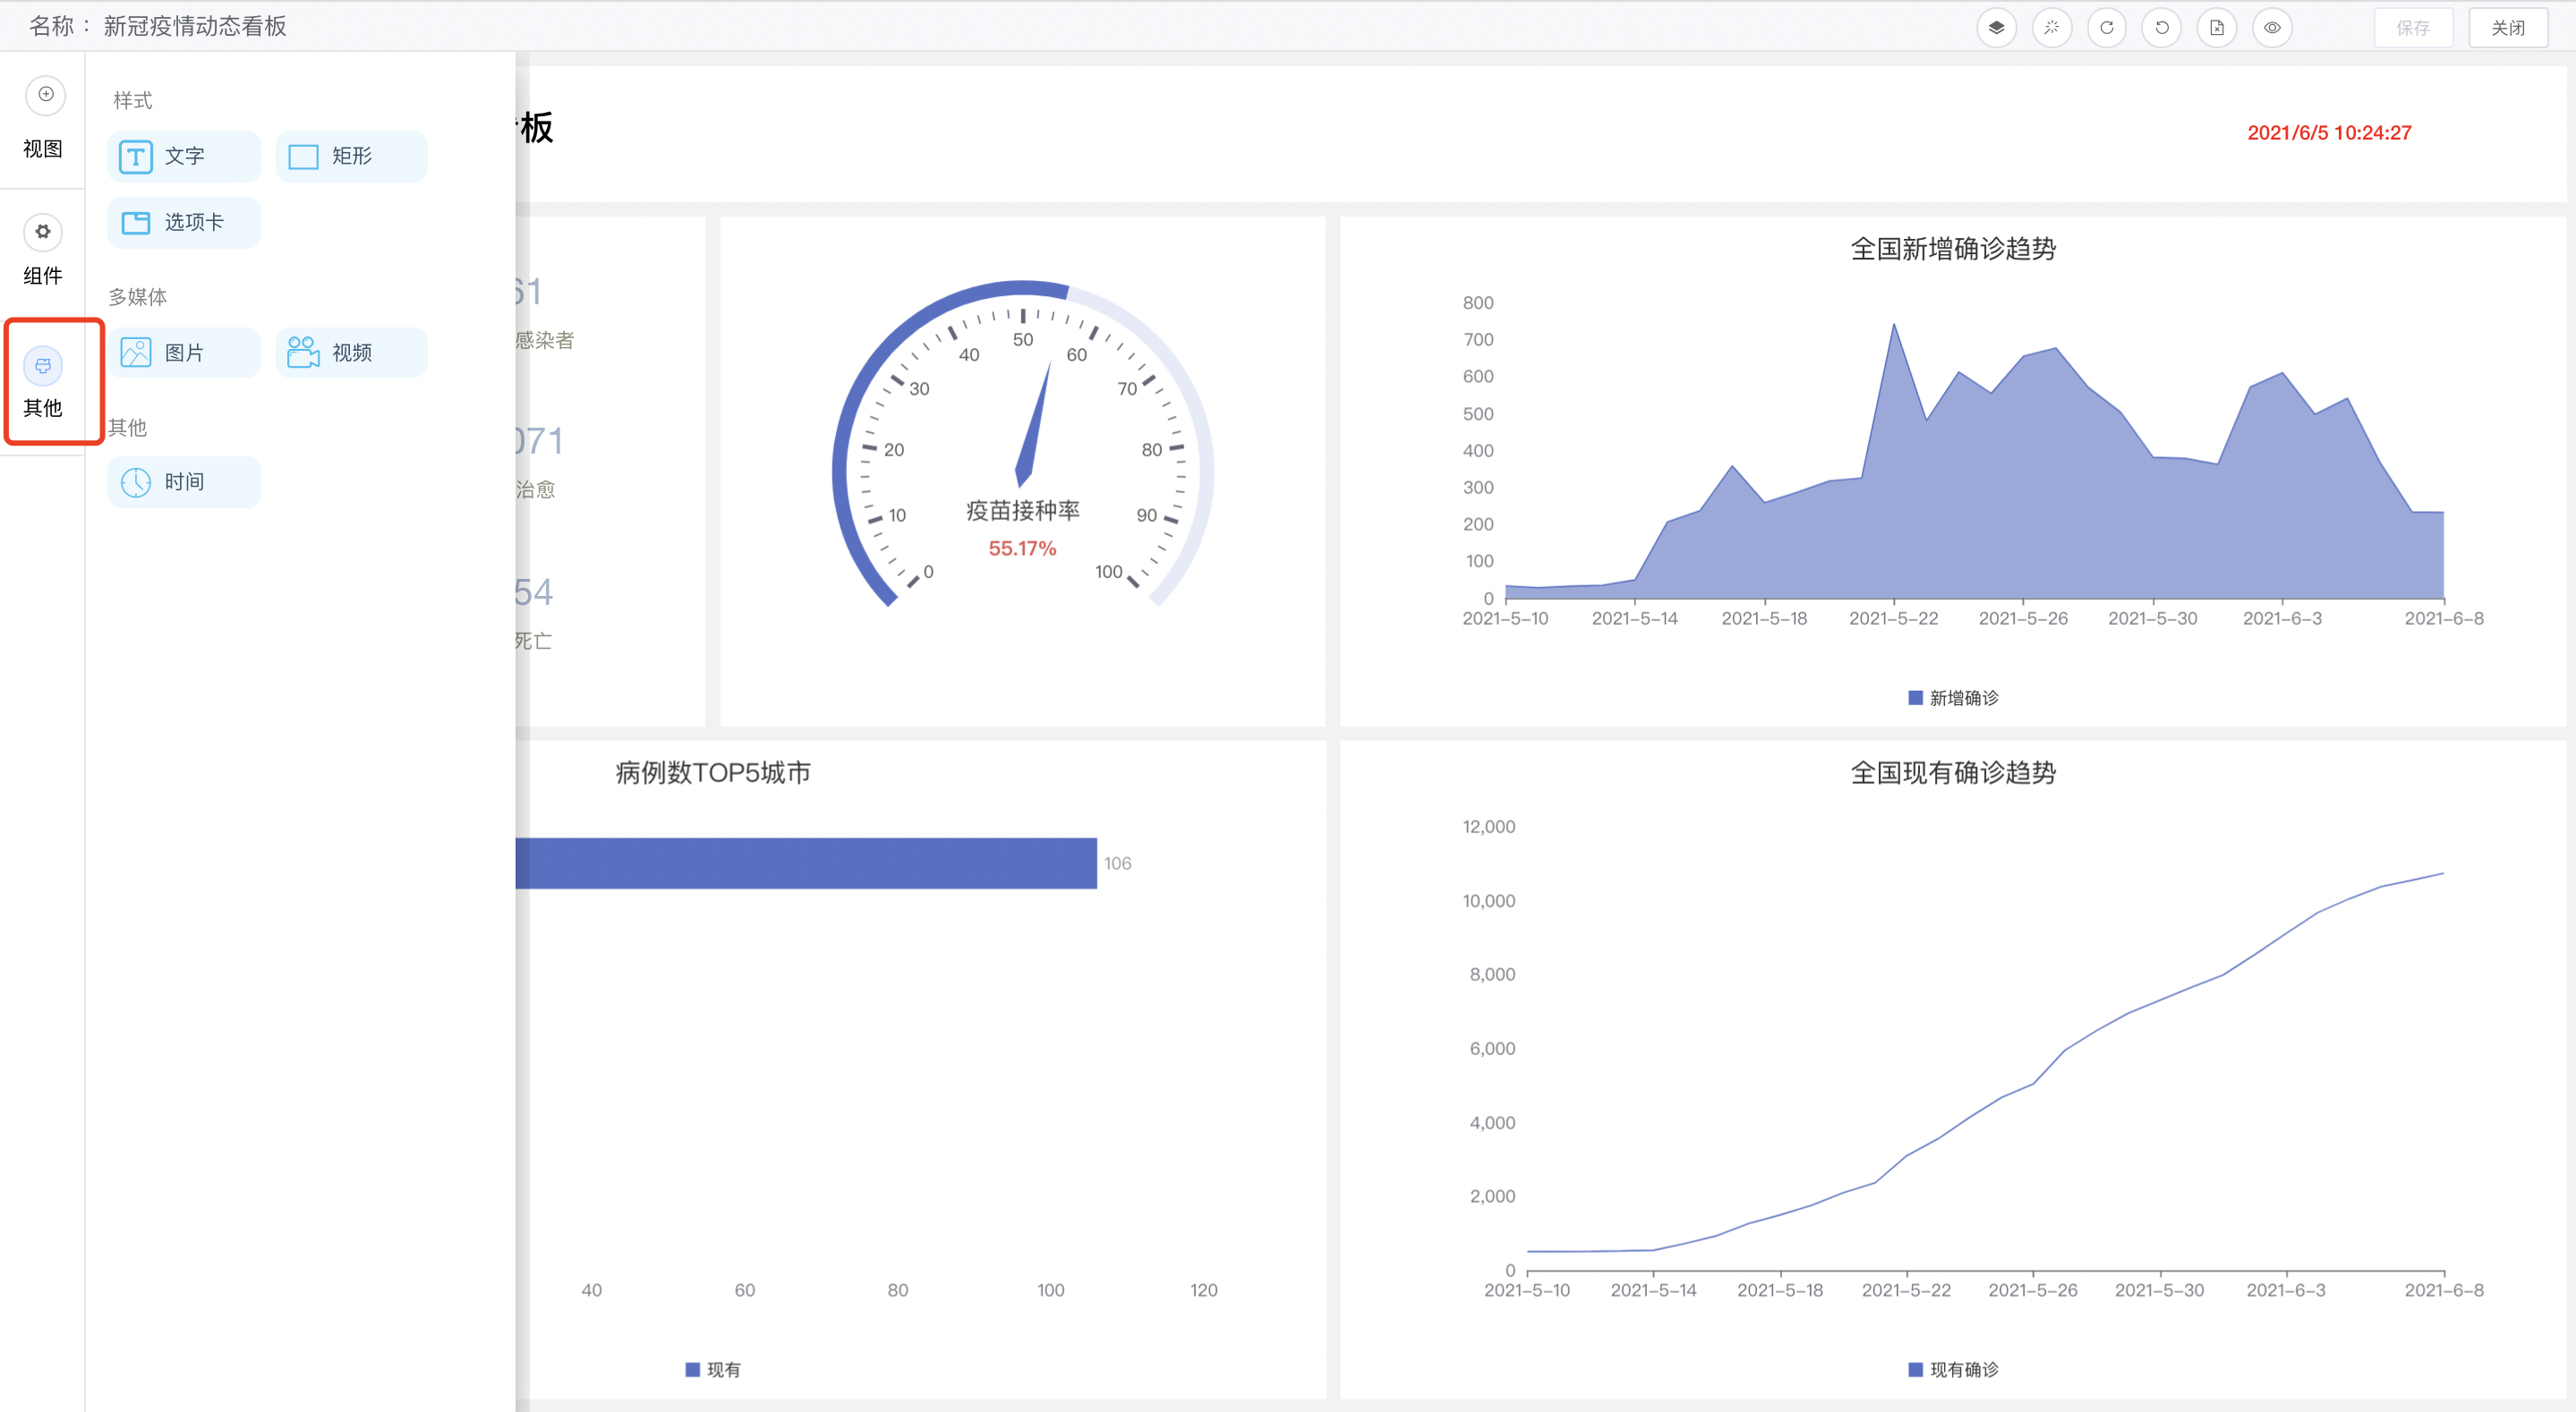 名称： 新冠疫情动态看板
保存
关闭
视图
组件
其他
样式
文字
矩形
选项卡
多媒体
图片
视频
其他
时间
板
2021/6/5 10:24:27
61
感染者
071
治愈
54
死亡
0
10
20
30
40
50
60
70
80
90
100
疫苗接种率
55.17%
全国新增确诊趋势
800
700
600
500
400
300
200
100
0
2021-5-10 2021-5-14 2021-5-18 2021-5-22 2021-5-26 2021-5-30 2021-6-3 2021-6-8
新增确诊
病例数TOP5城市
106
40 60 80 100 120
现有
全国现有确诊趋势
12,000
10,000
8,000
6,000
4,000
2,000
0
2021-5-10 2021-5-14 2021-5-18 2021-5-22 2021-5-26 2021-5-30 2021-6-3 2021-6-8
现有确诊